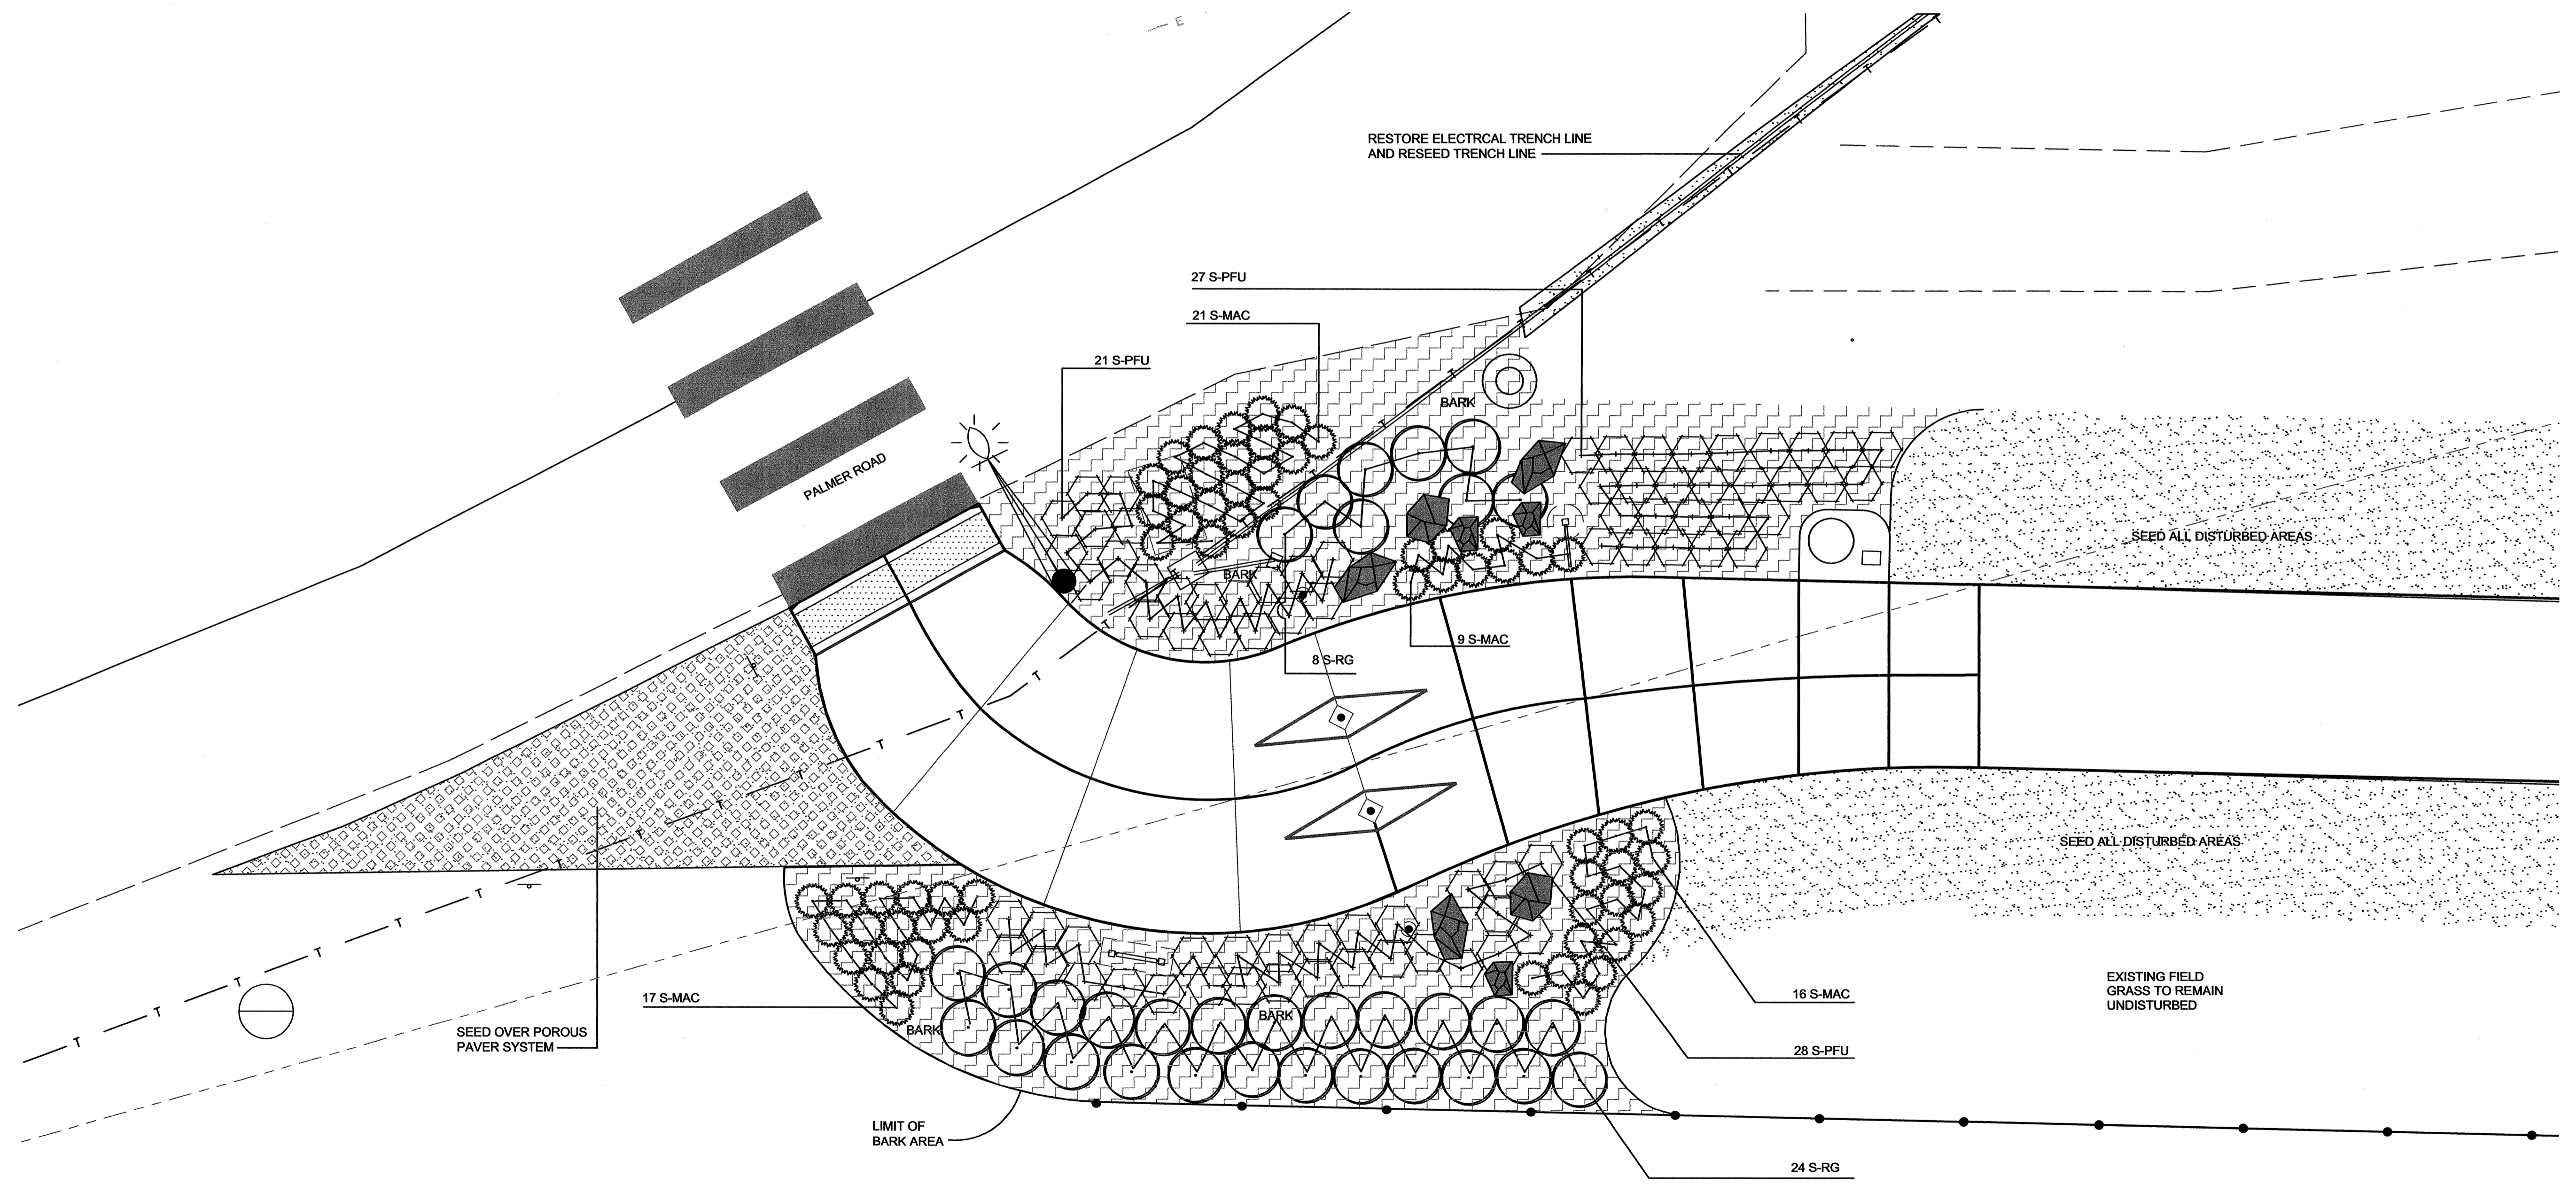 E
RESTORE ELECTRCAL TRENCH LINE
AND RESEED TRENCH LINE
27 S-PFU
21 S-MAC
21 S-PFU
BARK
PALMER ROAD
SEED ALL DISTURBED AREAS
BARK
9 S-MAC
8 S-RG
T
T
T
T
T
T
T
T
T
T
E
T
T
T
T
T
T
T
T
SEED ALL DISTURBED AREAS
EXISTING FIELD
GRASS TO REMAIN
UNDISTURBED
16 S-MAC
17 S-MAC
BARK
BARK
SEED OVER POROUS
PAVER SYSTEM
28 S-PFU
LIMIT OF
BARK AREA
24 S-RG